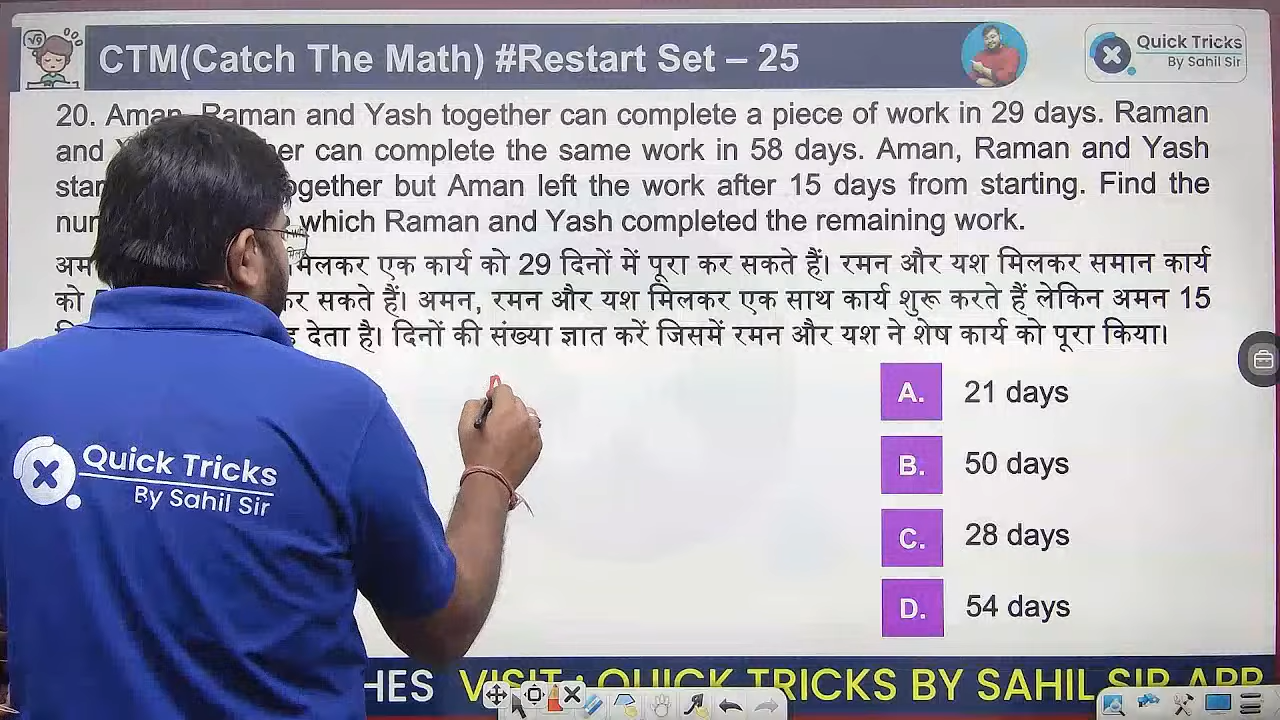 CTM(Catch The Math) #Restart Set – 25
Quick Tricks
By Sahil Sir
20. Aman, Raman and Yash together can complete a piece of work in 29 days. Raman
and can complete the same work in 58 days. Aman, Raman and Yash
together but Aman left the work after 15 days from starting. Find the
which Raman and Yash completed the remaining work.
मिलकर एक कार्य को 29 दिनों में पूरा कर सकते हैं। रमन और यश मिलकर समान कार्य
को कर सकते हैं। अमन, रमन और यश मिलकर एक साथ कार्य शुरू करते हैं लेकिन अमन 15
देता है। दिनों की संख्या ज्ञात करें जिसमें रमन और यश ने शेष कार्य को पूरा किया।
A. 21 days
B. 50 days
C. 28 days
D. 54 days
Quick Tricks
By Sahil Sir
HES VISIT : QUICK TRICKS BY SAHIL SIR APP